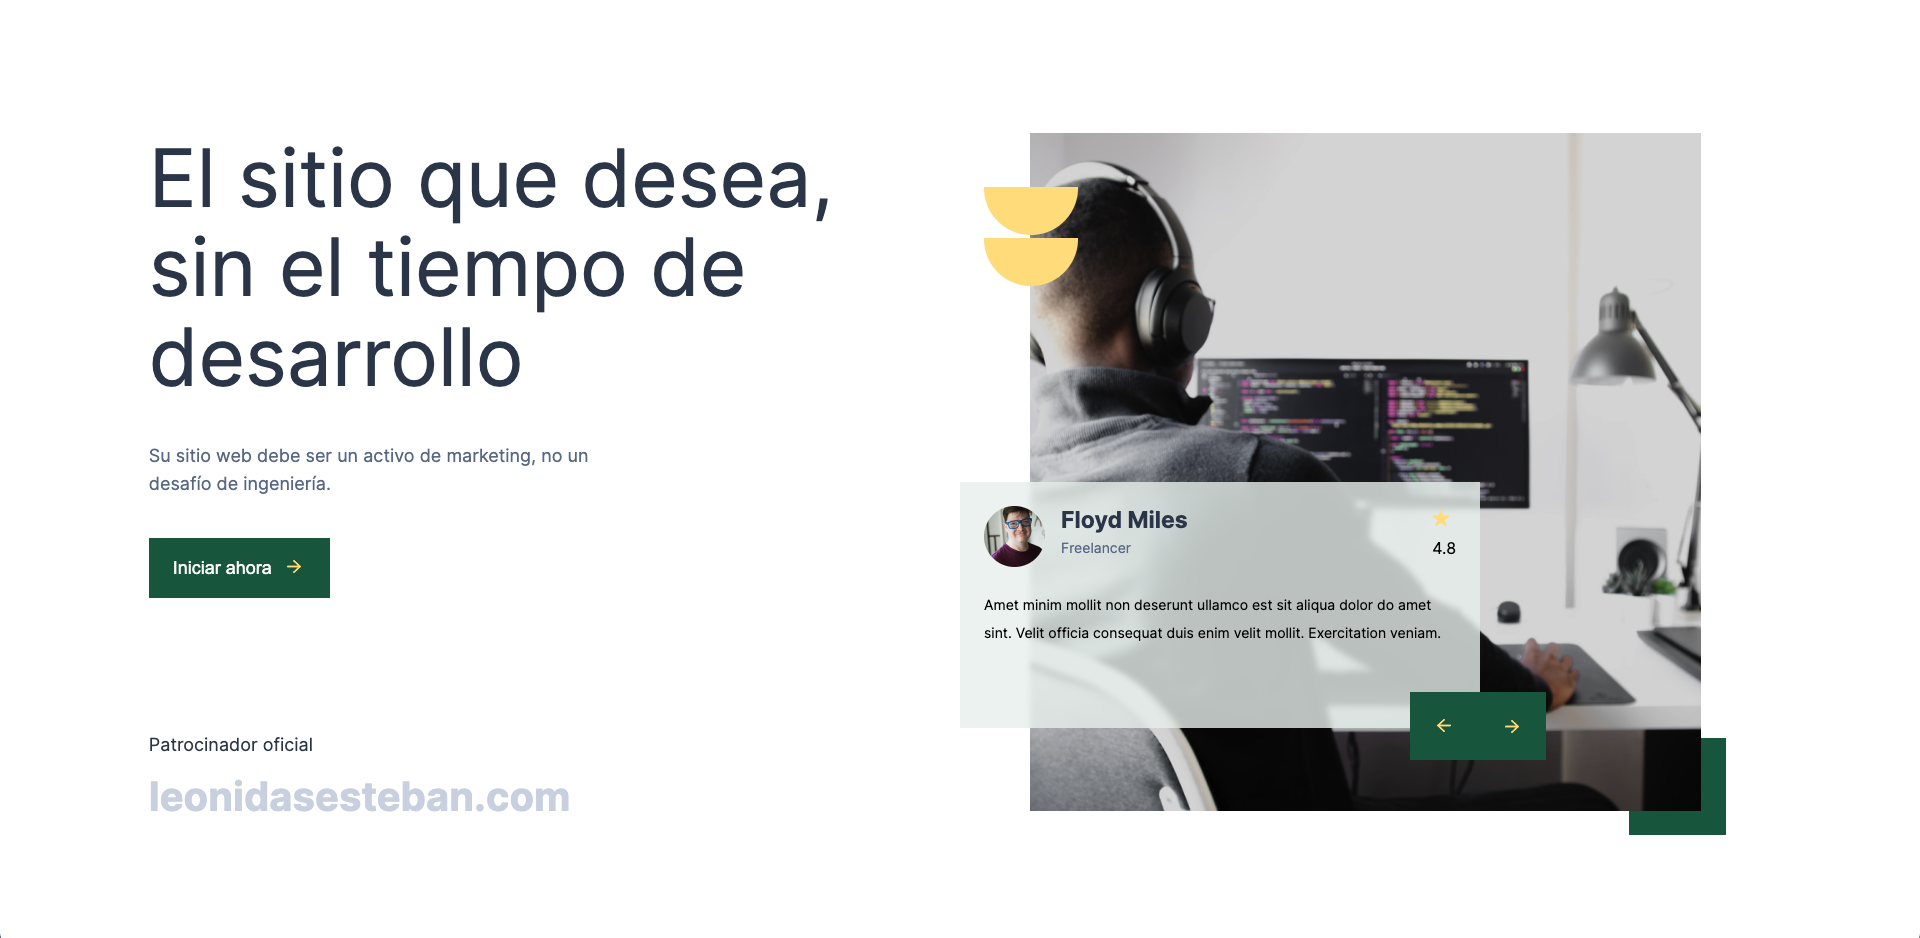 El sitio que desea,
sin el tiempo de
desarrollo
Su sitio web debe ser un activo de marketing, no un
desafío de ingeniería.
Iniciar ahora
Patrocinador oficial
leonidasesteban.com
Floyd Miles
Freelancer
4.8
Amet minim mollit non deserunt ullamco est sit aliqua dolor do amet
sint. Velit officia consequat duis enim velit mollit. Exercitation veniam.